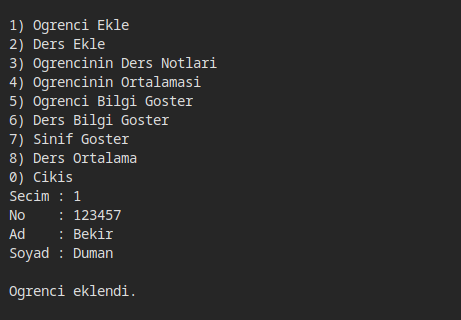 1) Ogrenci Ekle
2) Ders Ekle
3) Ogrencinin Ders Notlari
4) Ogrencinin Ortalamasi
5) Ogrenci Bilgi Goster
6) Ders Bilgi Goster
7) Sinif Goster
8) Ders Ortalama
0) Cikis
Secim : 1
No    : 123457
Ad    : Bekir
Soyad : Duman

Ogrenci eklendi.